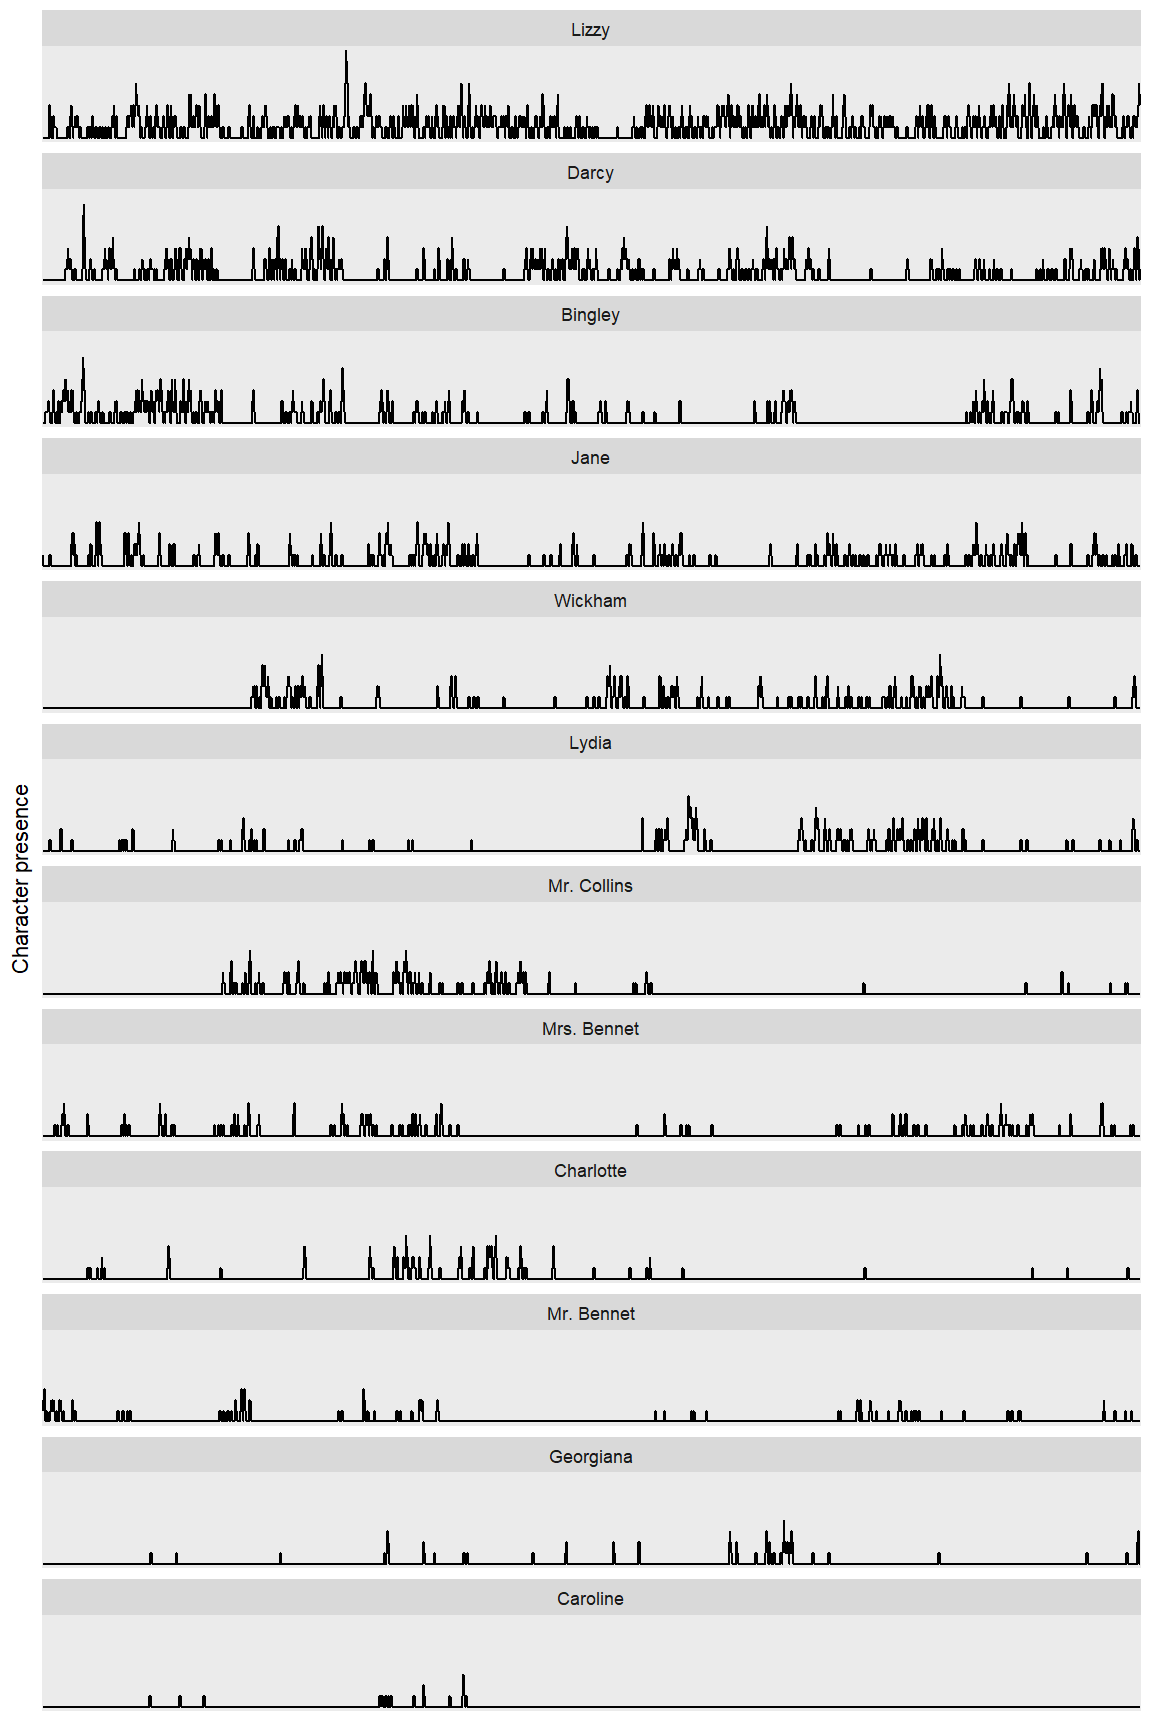 Lizzy
Darcy
Bingley
Jane
Wickham
Lydia
Character presence
Mr. Collins
Mrs. Bennet
Charlotte
Mr. Bennet
Georgiana
Caroline